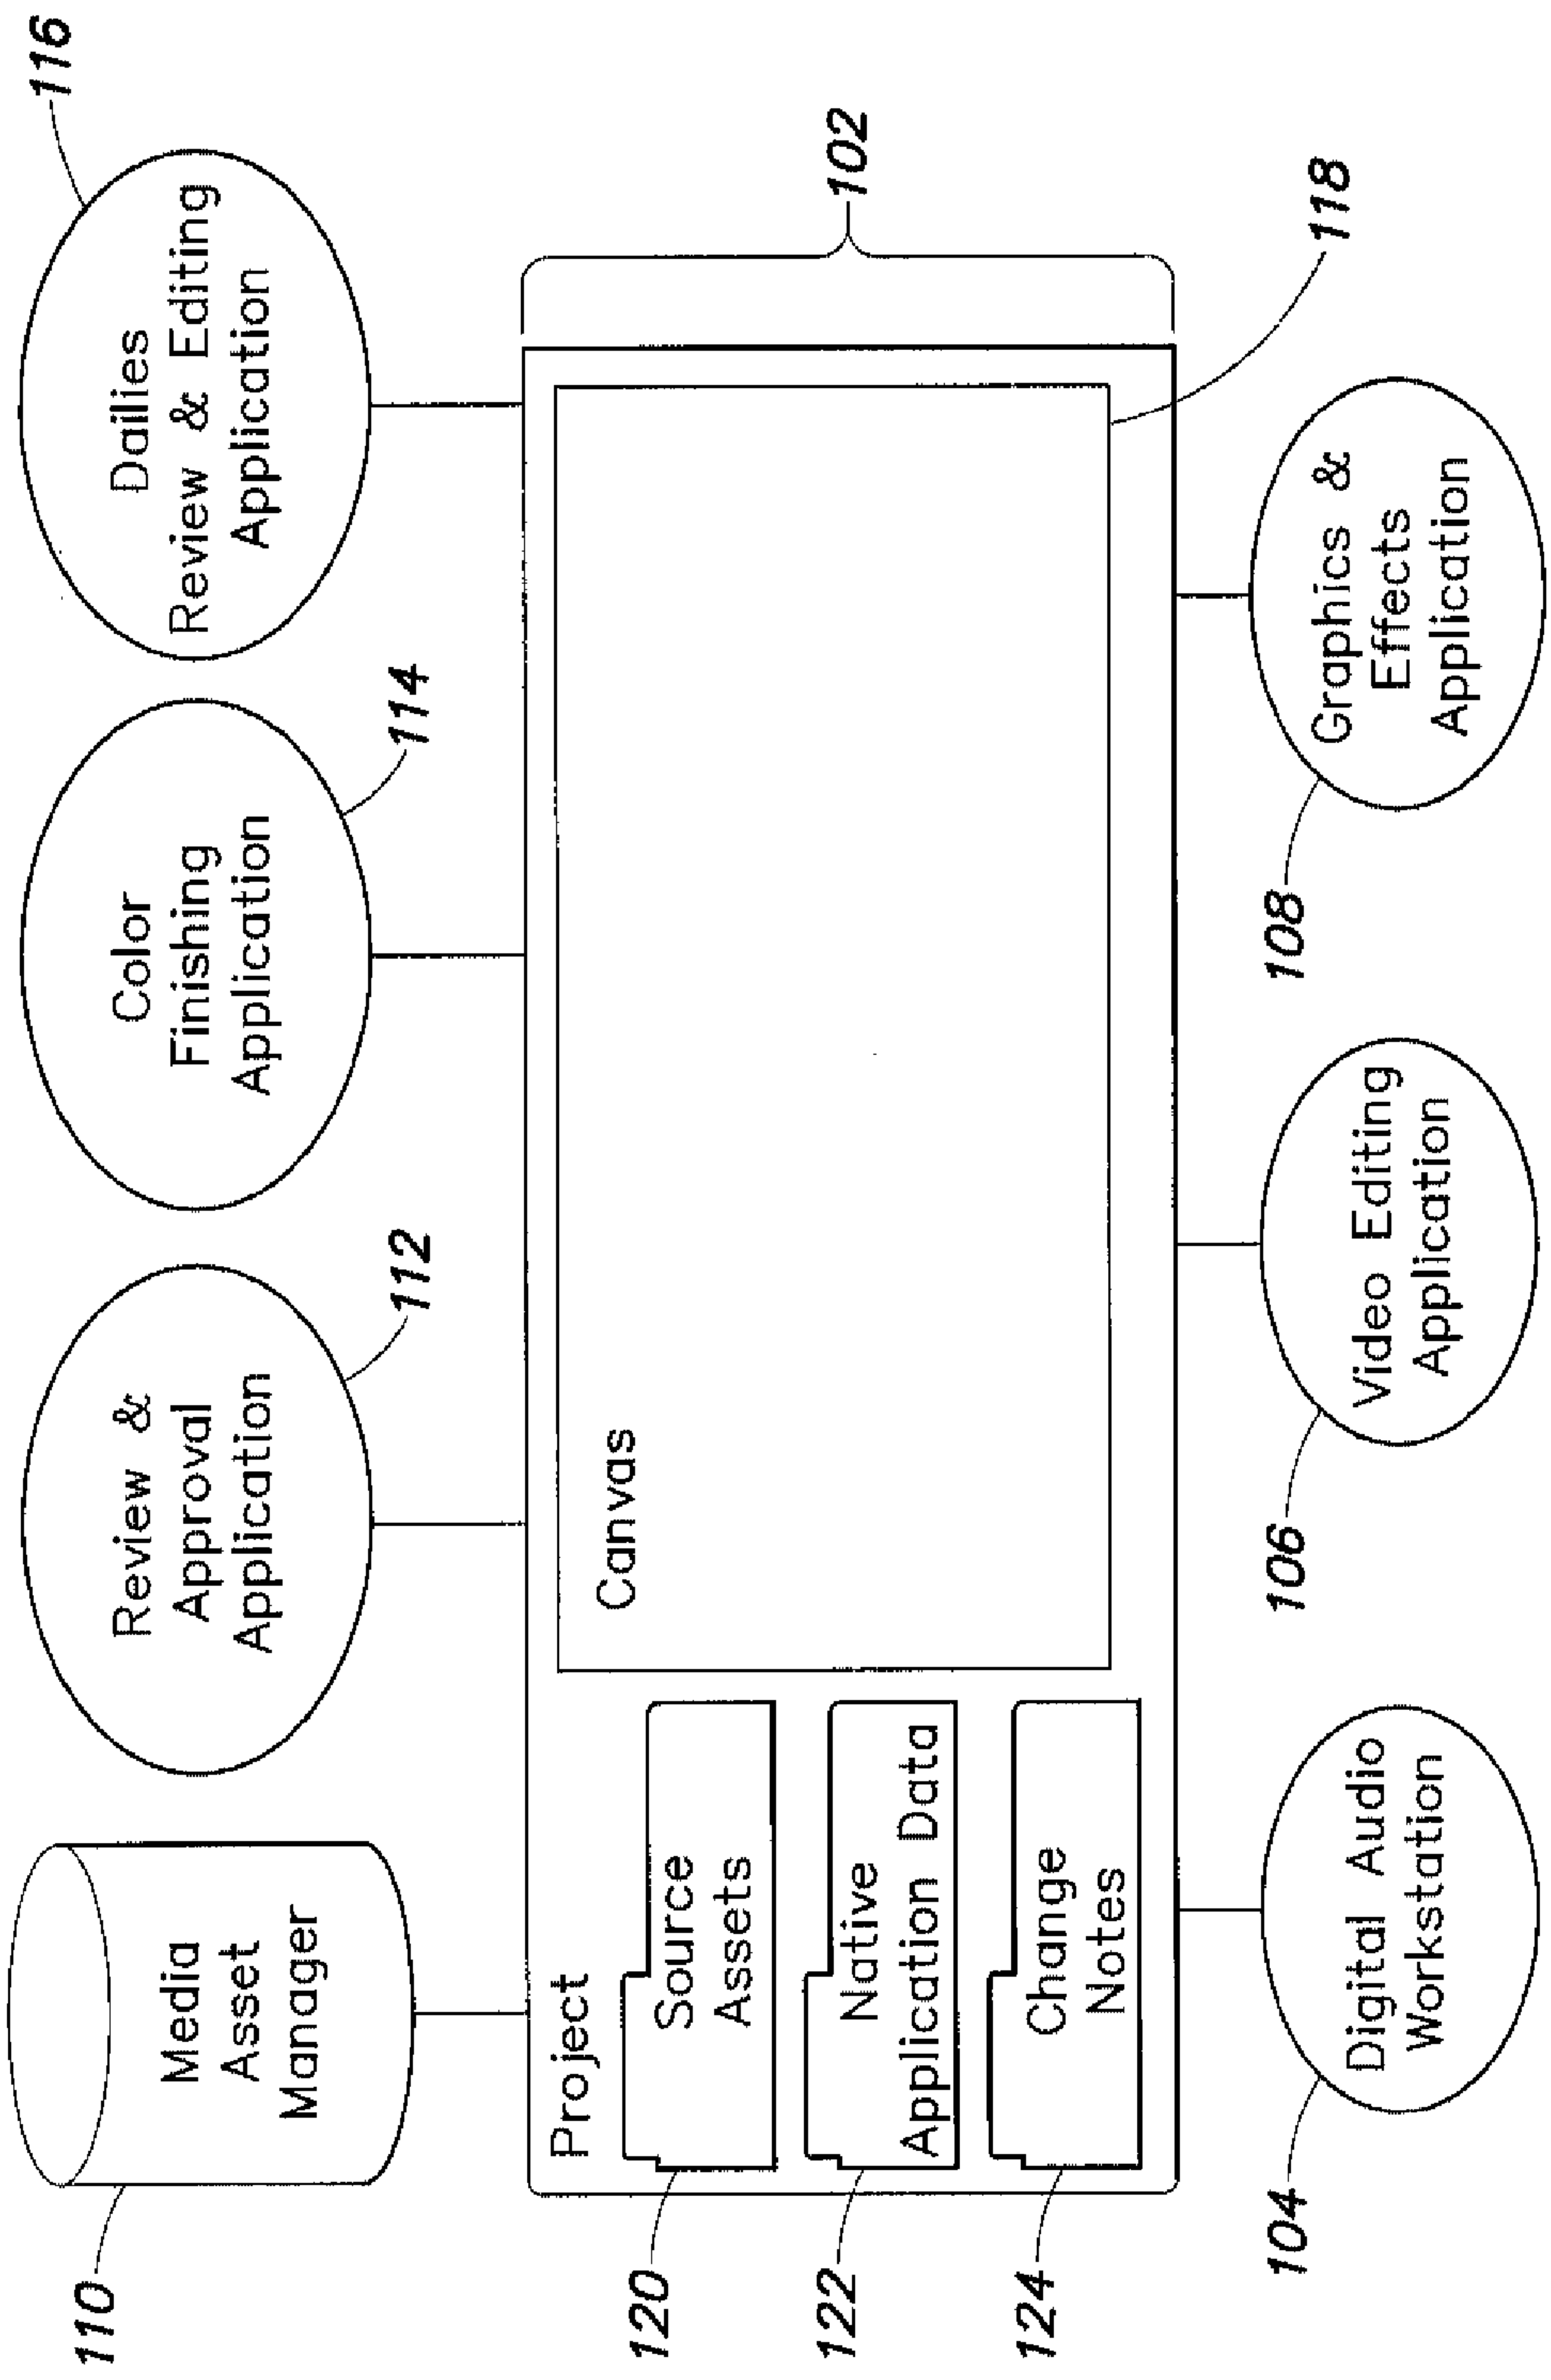 110
Media
Asset
Manager
Review &
Approval
Application
112
Color
Finishing
Application
114
Dailies
Review & Editing
Application
116
Project
120
Source
Assets
122
Native
Application Data
124
Change
Notes
Canvas
102
118
104
Digital Audio
Workstation
106
Video Editing
Application
108
Graphics &
Effects
Application